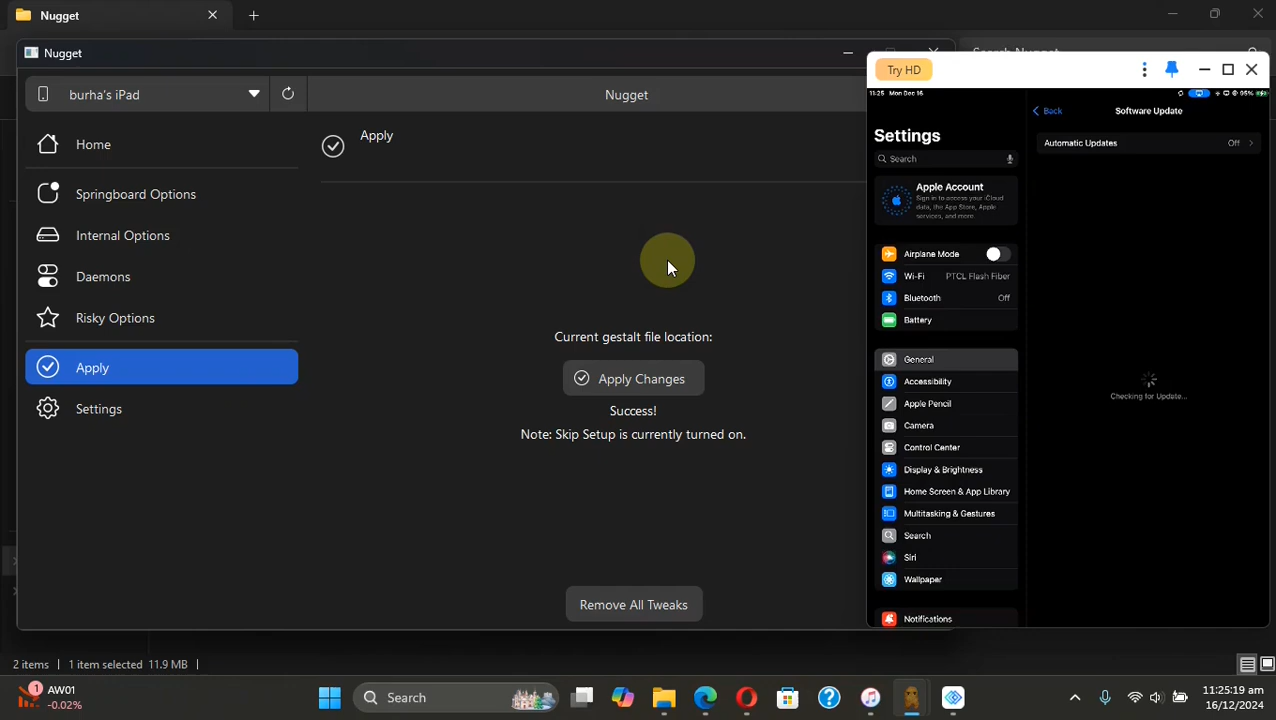 Nugget
Nugget
burha's iPad
Nugget
Home
Springboard Options
Internal Options
Daemons
Risky Options
Apply
Settings
Apply
Current gestalt file location:
Apply Changes
Success!
Note: Skip Setup is currently turned on.
Remove All Tweaks
Search Nugget
Try HD
11:25 Mon Dec 16
95%
Settings
Search
Apple Account
Sign in to access your iCloud
data, the App Store, Apple
services, and more.
Airplane Mode
Wi-Fi PTCL Flash Fiber
Bluetooth Off
Battery
General
Accessibility
Apple Pencil
Camera
Control Center
Display & Brightness
Home Screen & App Library
Multitasking & Gestures
Search
Siri
Wallpaper
Notifications
Back
Software Update
Automatic Updates Off
Checking for Update...
2 items 1 item selected 11.9 MB
1
AW01
-0.02%
Search
11:25:19 am
16/12/2024